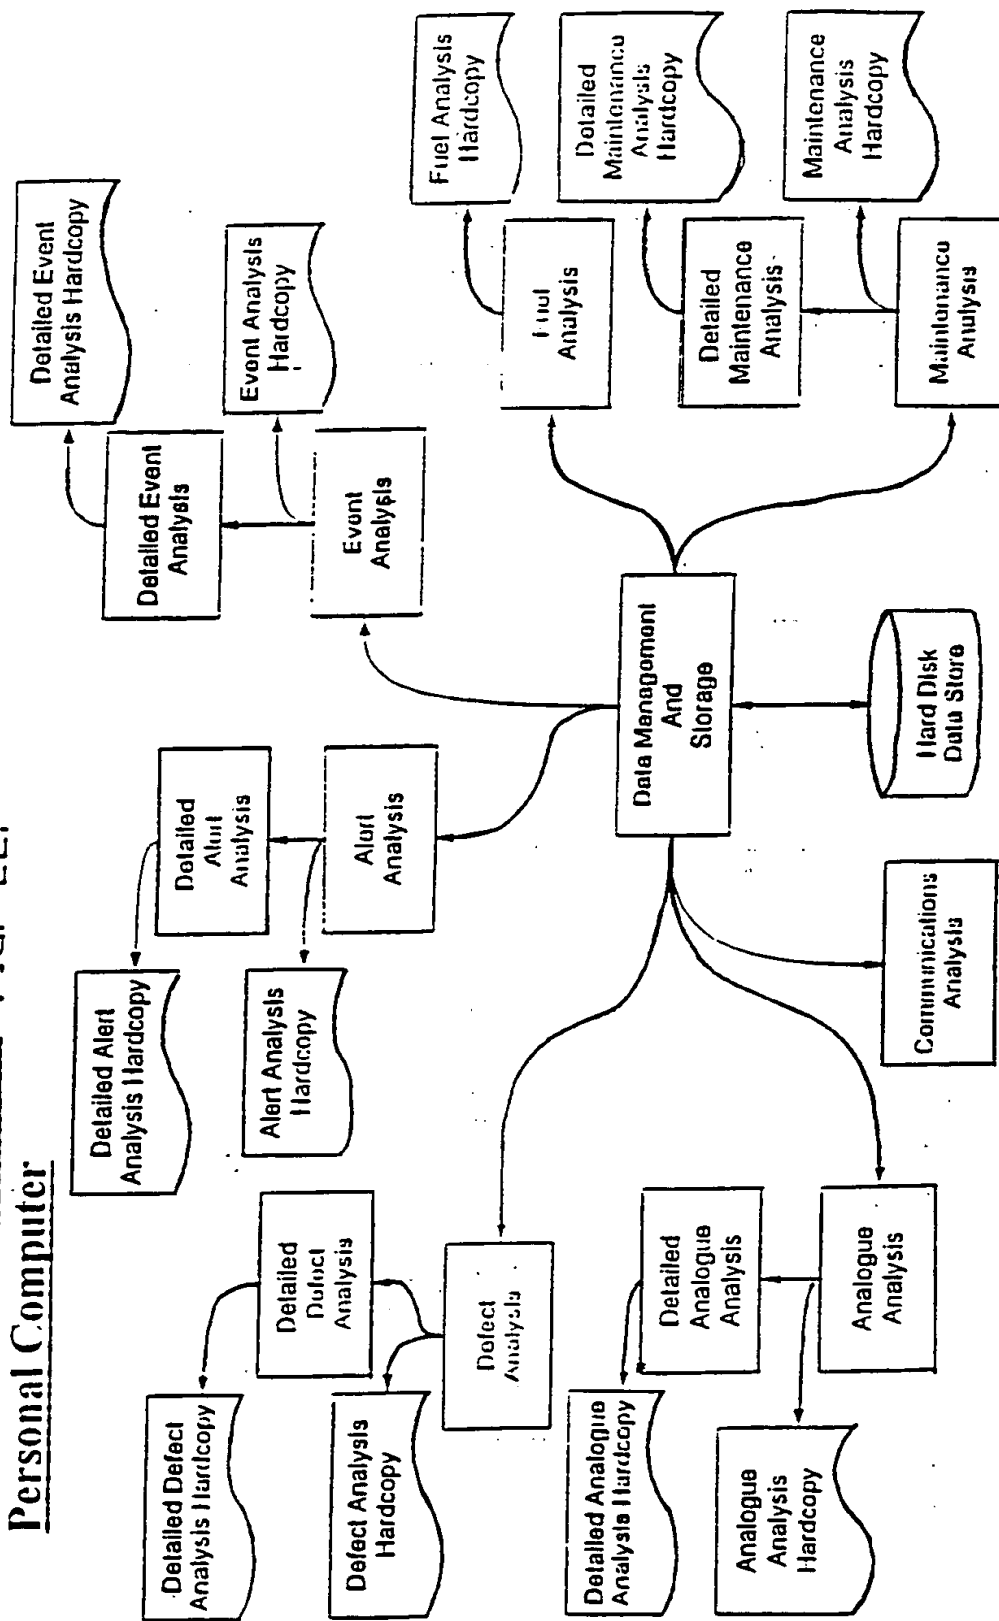 Personal Computer
Detailed Defect
Analysis Hardcopy
Detailed
Defect
Analysis
Defect Analysis
Hardcopy
Defect
Analysis
Detailed Analogue
Analysis Hardcopy
Detailed
Analogue
Analysis
Analogue
Analysis
Hardcopy
Analogue
Analysis
Detailed Alert
Analysis Hardcopy
Detailed
Alert
Analysis
Alert Analysis
Hardcopy
Alert
Analysis
Communications
Analysis
Data Management
And
Storage
Hard Disk
Data Store
Detailed Event
Analysis Hardcopy
Detailed Event
Analysis
Event Analysis
Hardcopy
Event
Analysis
Fuel Analysis
Hardcopy
Fuel
Analysis
Detailed
Maintenance
Analysis
Hardcopy
Detailed
Maintenance
Analysis
Maintenance
Analysis
Hardcopy
Maintenance
Analysis